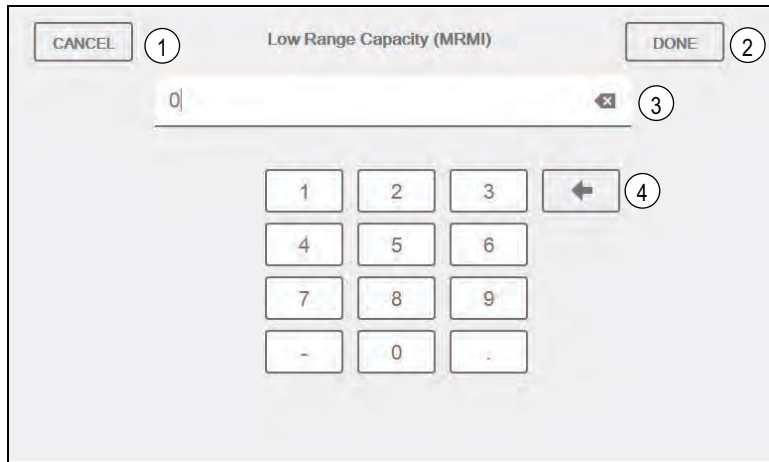 CANCEL 1 Low Range Capacity (MRMI) DONE 2
0 3
1 2 3 4
4 5 6
7 8 9
- 0 .